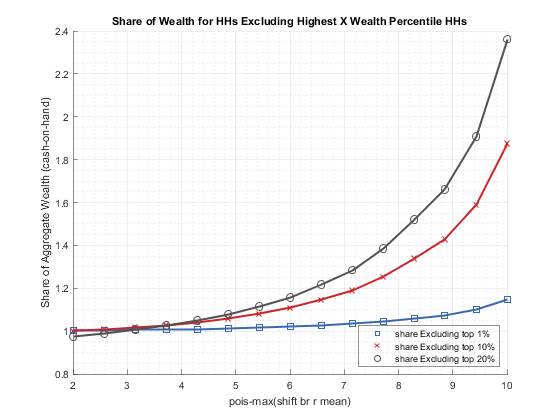 Share of Wealth for HHs Excluding Highest X Wealth Percentile HHs
Share of Aggregate Wealth (cash-on-hand)
2.4
2.2
2
1.8
1.6
1.4
1.2
1
0.8
2 3 4 5 6 7 8 9 10
pois-max(shift br r mean)
share Excluding top 1%
share Excluding top 10%
share Excluding top 20%